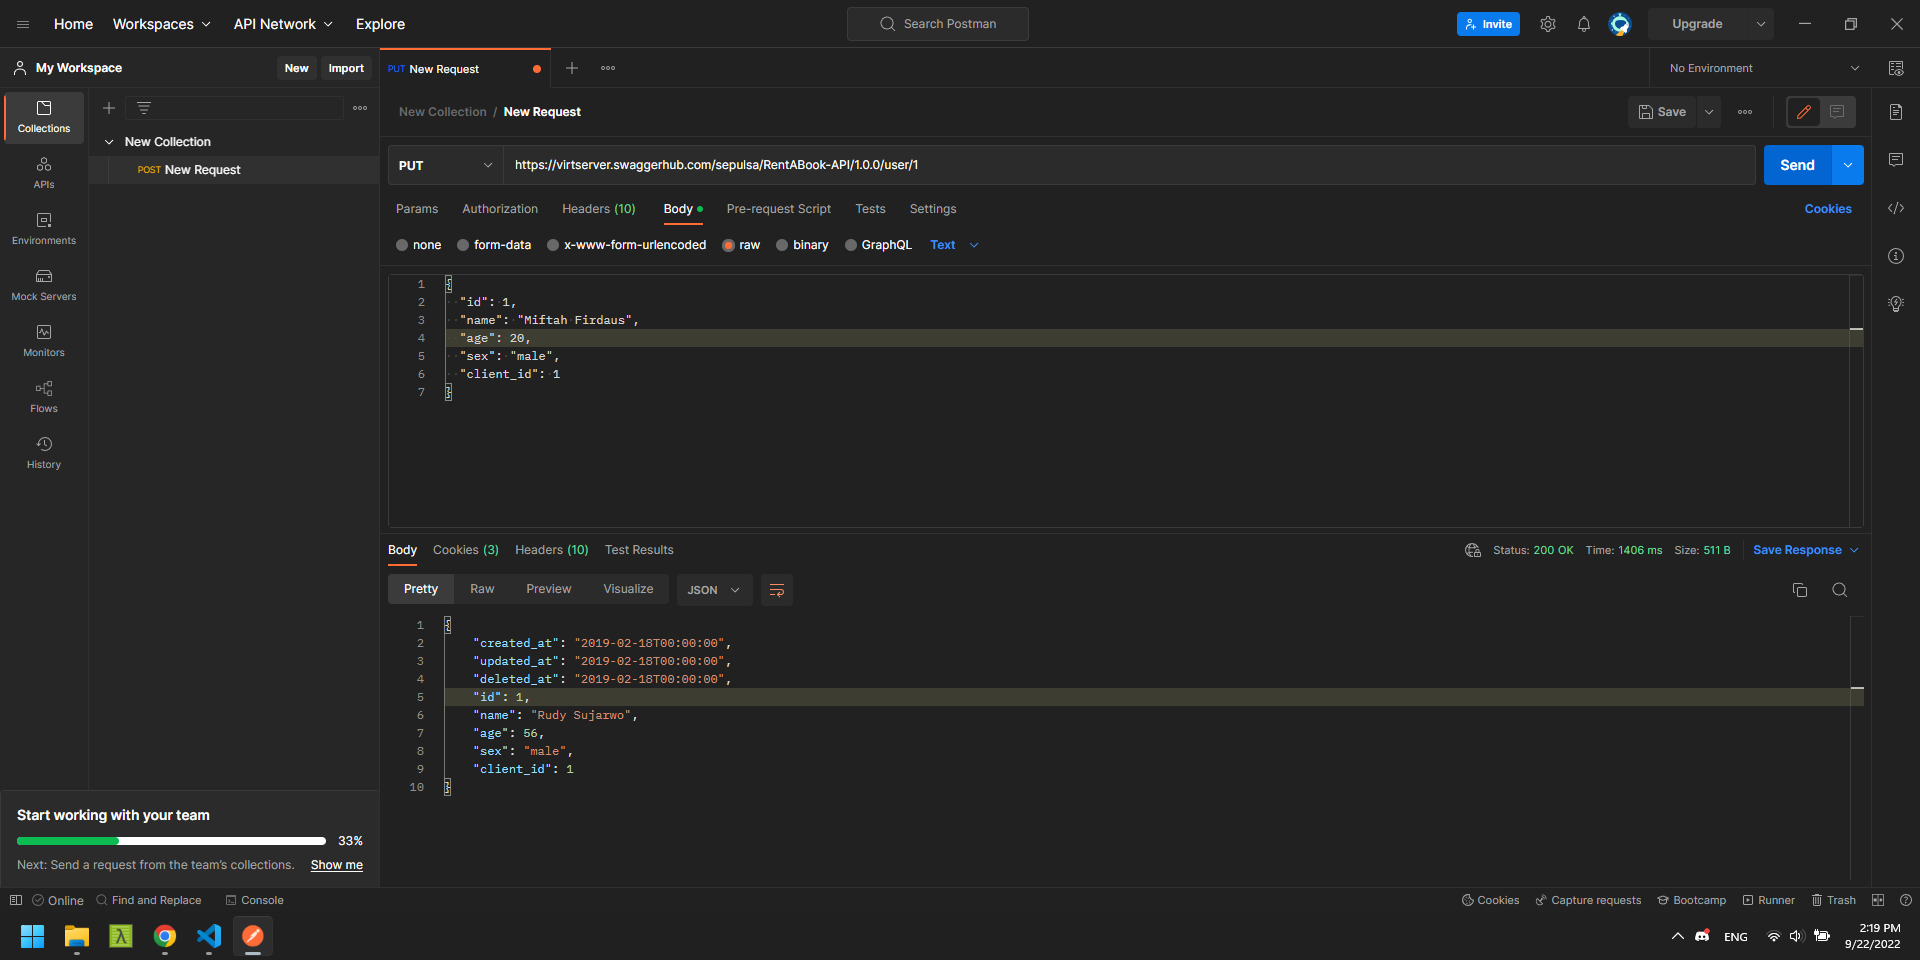 Home Workspaces API Network Explore Search Postman Invite Upgrade
My Workspace New Import PUT New Request No Environment
New Collection / New Request Save
Collections
APIs
Environments
Mock Servers
Monitors
Flows
History
New Collection
POST New Request
PUT https://virtserver.swaggerhub.com/sepulsa/RentABook-API/1.0.0/user/1 Send
Params Authorization Headers (10) Body Pre-request Script Tests Settings Cookies
none form-data x-www-form-urlencoded raw binary GraphQL Text
1 {
2 "id": 1,
3 "name": "Miftah Firdaus",
4 "age": 20,
5 "sex": "male",
6 "client_id": 1
7 }
Body Cookies (3) Headers (10) Test Results Status: 200 OK Time: 1406 ms Size: 511 B Save Response
Pretty Raw Preview Visualize JSON
1 {
2 "created_at": "2019-02-18T00:00:00",
3 "updated_at": "2019-02-18T00:00:00",
4 "deleted_at": "2019-02-18T00:00:00",
5 "id": 1,
6 "name": "Rudy Sujarwo",
7 "age": 56,
8 "sex": "male",
9 "client_id": 1
10 }
Start working with your team
33%
Next: Send a request from the team's collections. Show me
Online Find and Replace Console Cookies Capture requests Bootcamp Runner Trash
ENG 2:19 PM
9/22/2022